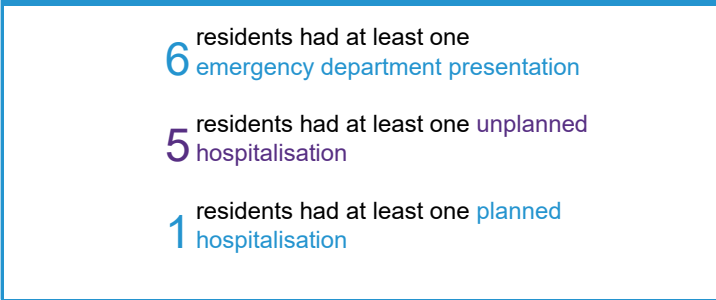 6 residents had at least one
emergency department presentation
5 residents had at least one unplanned
hospitalisation
1 residents had at least one planned
hospitalisation